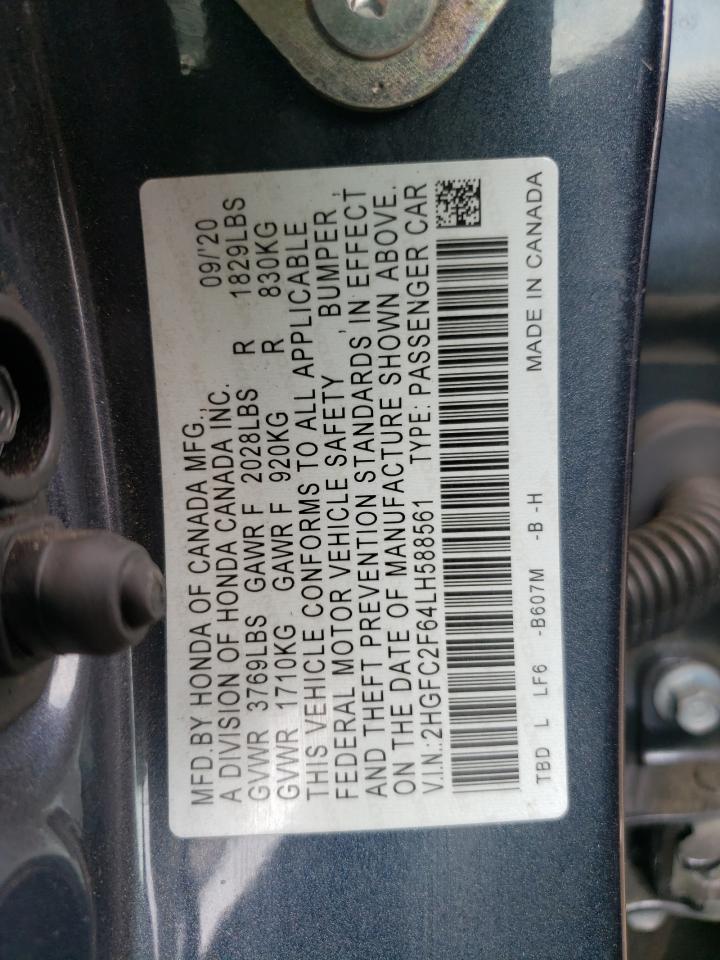 MFD.BY HONDA OF CANADA MFG., 09/'20
A DIVISION OF HONDA CANADA INC.
GVWR 3769LBS GAWR F 2028LBS R 1829LBS
GVWR 1710KG GAWR F 920KG R 830KG
THIS VEHICLE CONFORMS TO ALL APPLICABLE
FEDERAL MOTOR VEHICLE SAFETY, BUMPER,
AND THEFT PREVENTION STANDARDS IN EFFECT
ON THE DATE OF MANUFACTURE SHOWN ABOVE.
V.I.N.:2HGFC2F64LH588561 TYPE: PASSENGER CAR
TBD L LF6 -B607M -B-H MADE IN CANADA